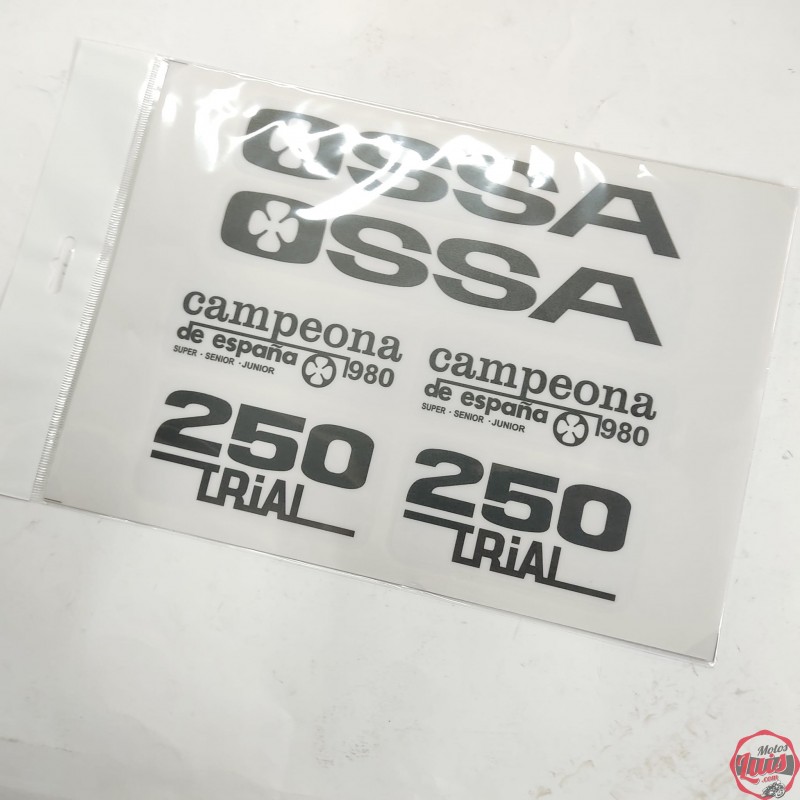 OSSA
OSSA
campeona
de españa
SUPER · SENIOR · JUNIOR
1980
campeona
de españa
SUPER · SENIOR · JUNIOR
1980
250
TRiAL
250
TRiAL
Motos
Luis
.com